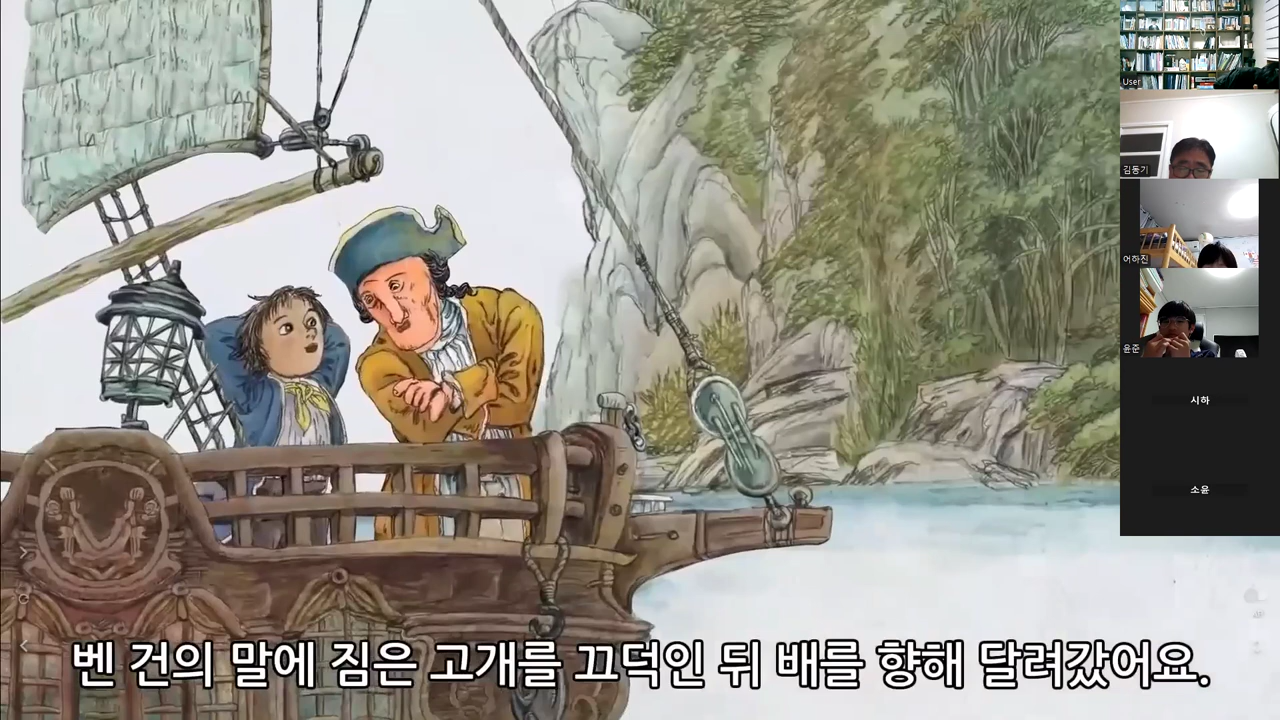 User
김동기
어하진
윤준
시하
소윤
벤 건의 말에 짐은 고개를 끄덕인 뒤 배를 향해 달려갔어요.